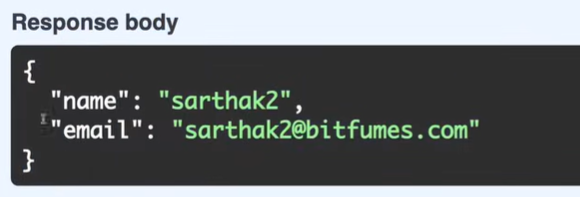 Response body
{
"name": "sarthak2",
"email": "sarthak2@bitfumes.com"
}